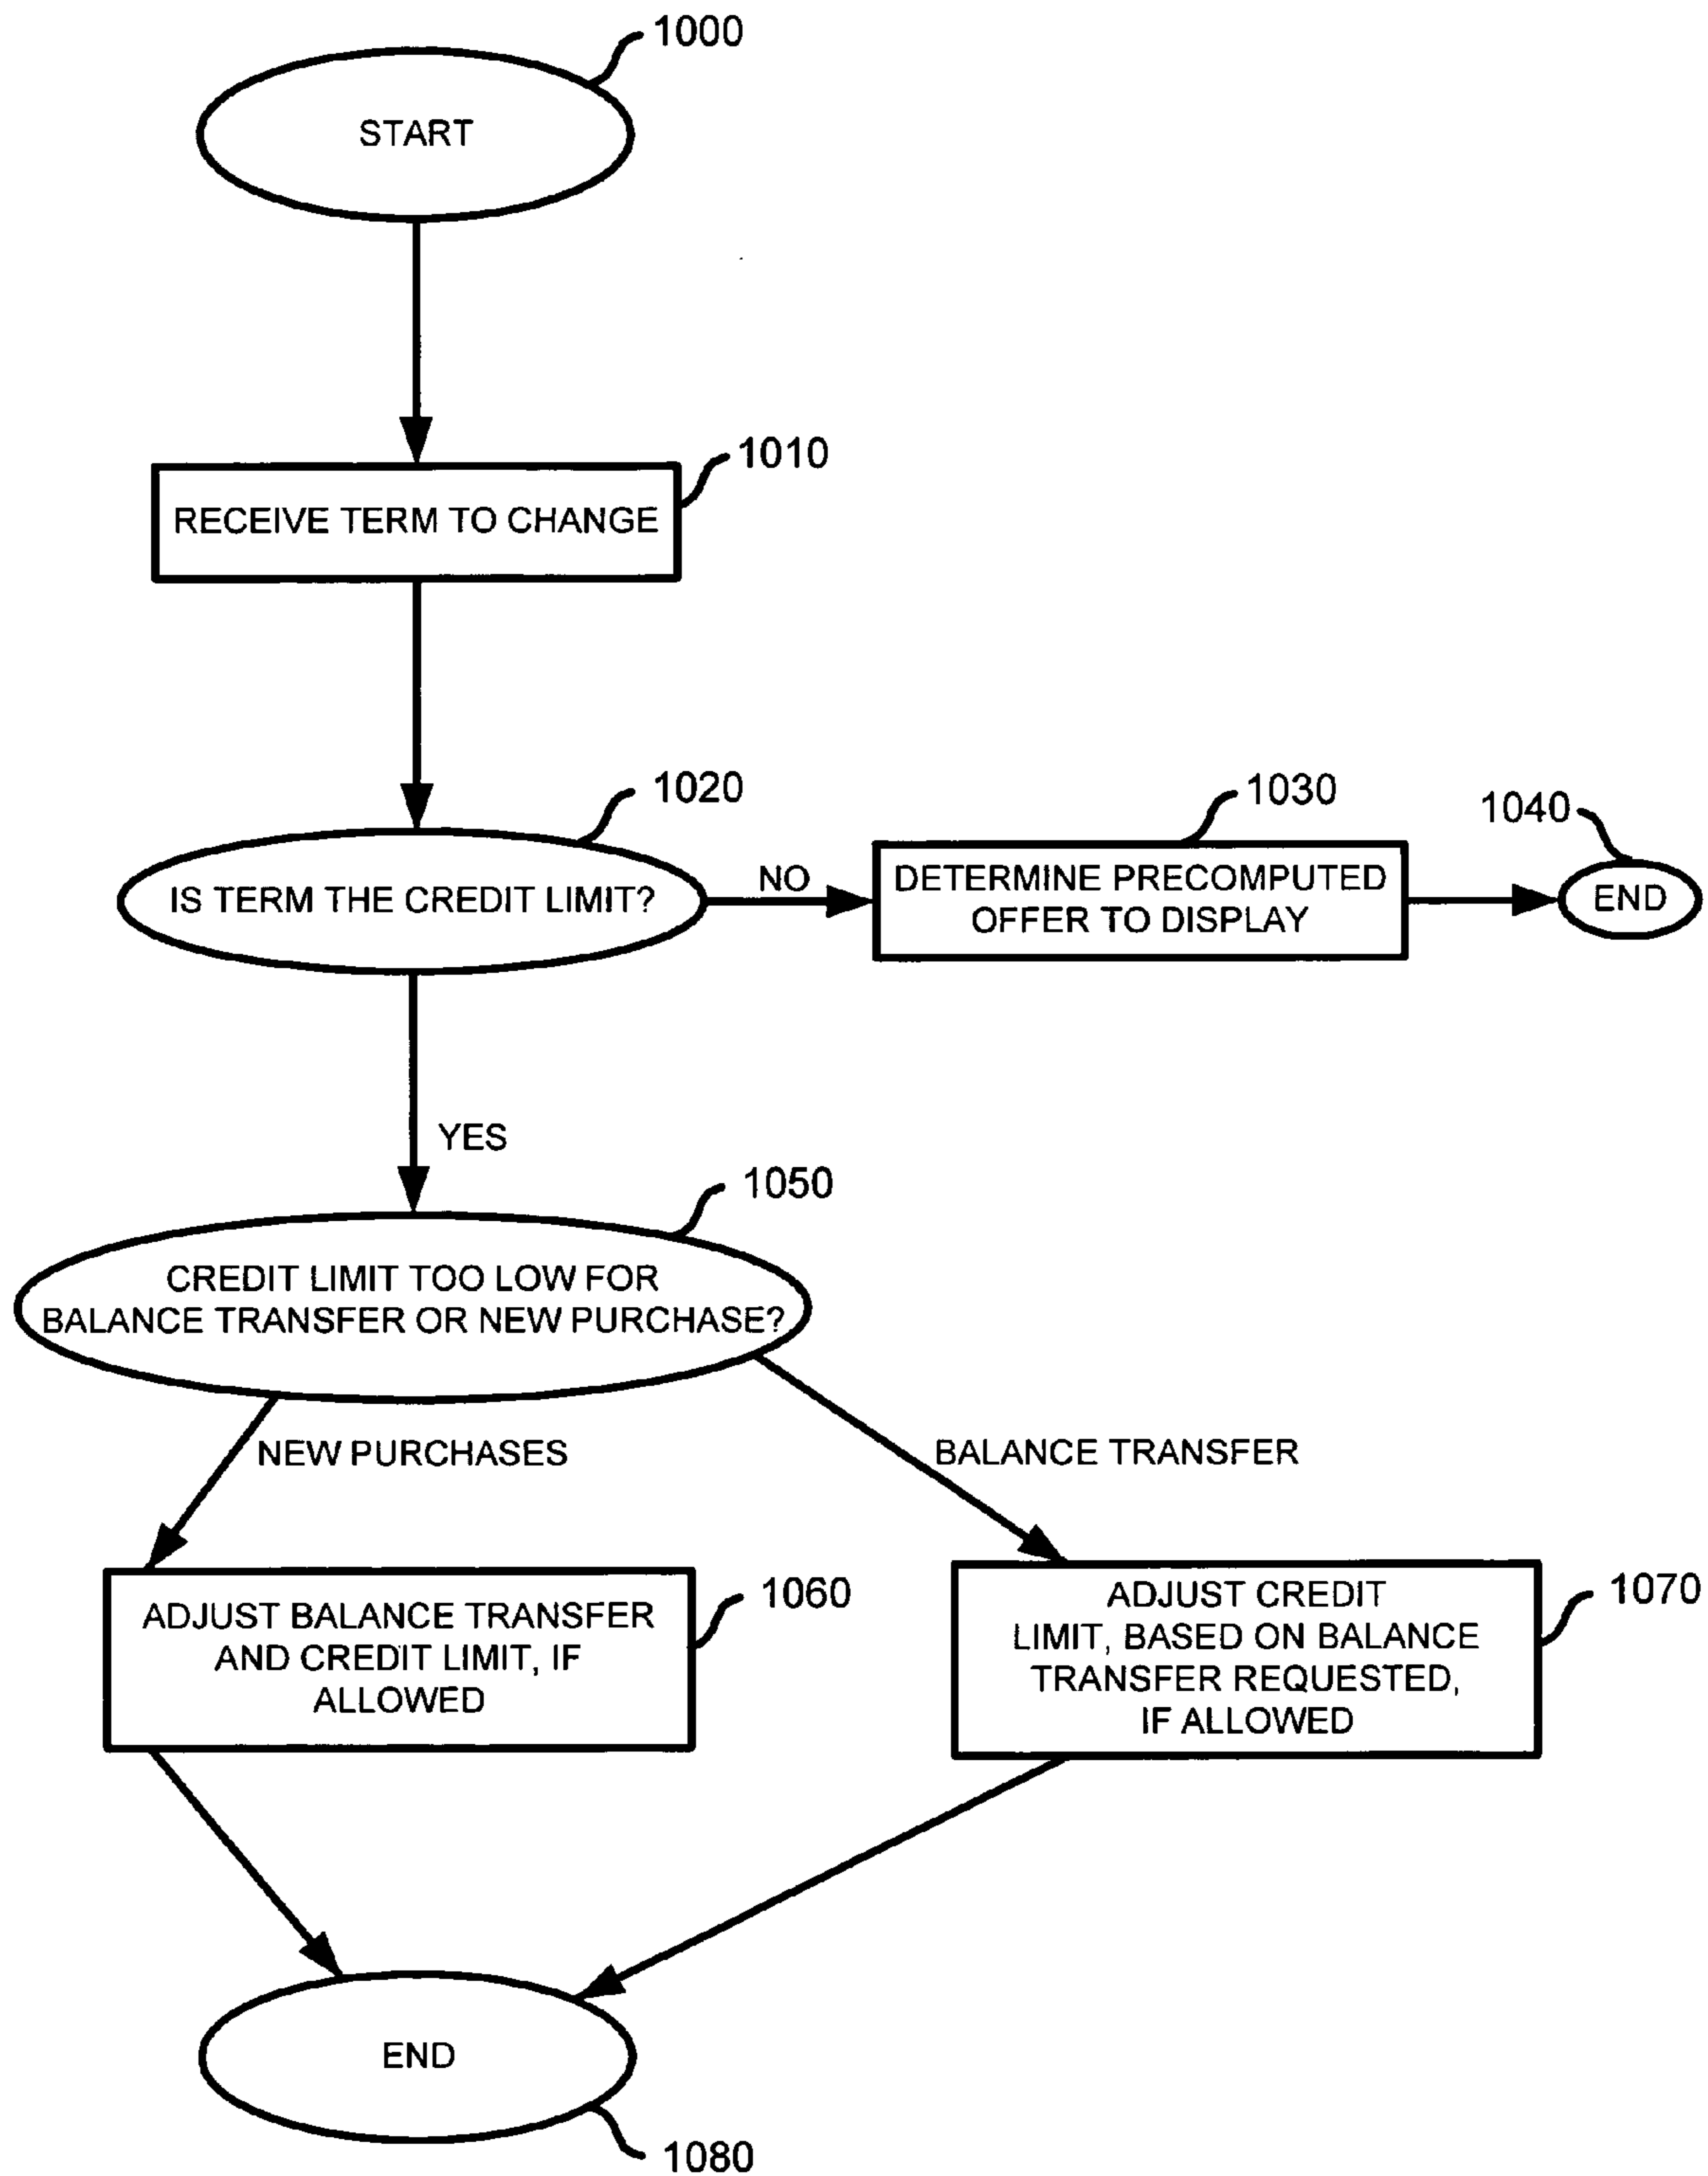 1000
START
1010
RECEIVE TERM TO CHANGE
1020
IS TERM THE CREDIT LIMIT?
NO
1030
DETERMINE PRECOMPUTED
OFFER TO DISPLAY
1040
END
YES
1050
CREDIT LIMIT TOO LOW FOR
BALANCE TRANSFER OR NEW PURCHASE?
NEW PURCHASES
BALANCE TRANSFER
1060
ADJUST BALANCE TRANSFER
AND CREDIT LIMIT, IF
ALLOWED
1070
ADJUST CREDIT
LIMIT, BASED ON BALANCE
TRANSFER REQUESTED,
IF ALLOWED
END
1080